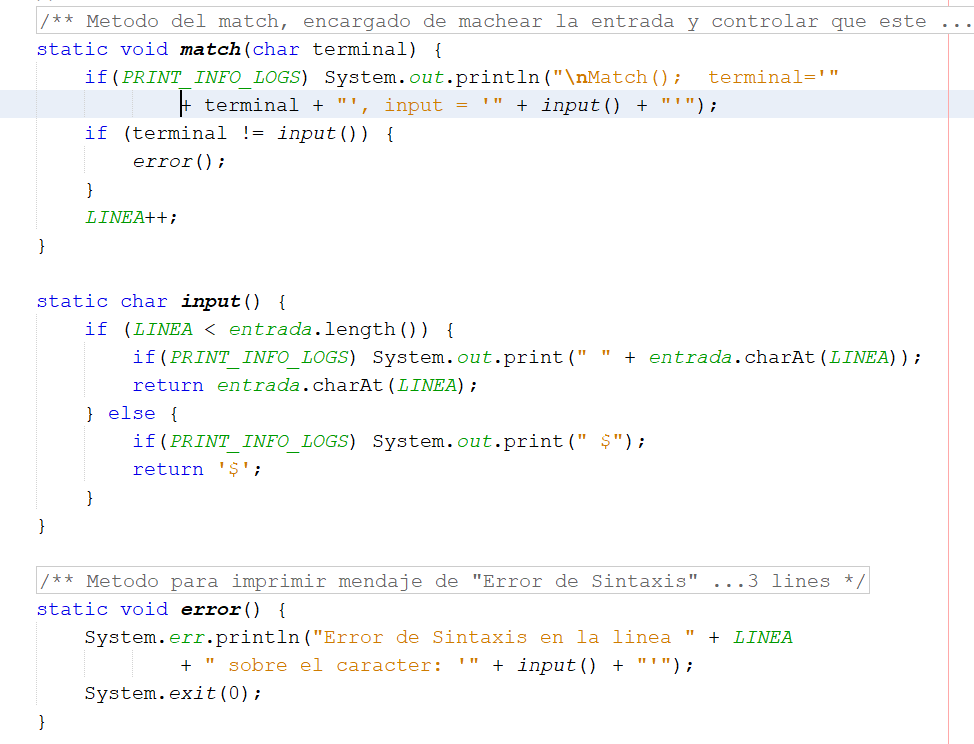 /** Metodo del match, encargado de machear la entrada y controlar que este ...
static void match(char terminal) {
    if(PRINT_INFO_LOGS) System.out.println("\nMatch();  terminal='"
            + terminal + "', input = '" + input() + "'");
    if (terminal != input()) {
        error();
    }
    LINEA++;
}
static char input() {
    if (LINEA < entrada.length()) {
        if(PRINT_INFO_LOGS) System.out.print(" " + entrada.charAt(LINEA));
        return entrada.charAt(LINEA);
    } else {
        if(PRINT_INFO_LOGS) System.out.print(" $");
        return '$';
    }
}
/** Metodo para imprimir mendaje de "Error de Sintaxis" ...3 lines */
static void error() {
    System.err.println("Error de Sintaxis en la linea " + LINEA
            + " sobre el caracter: '" + input() + "'");
    System.exit(0);
}